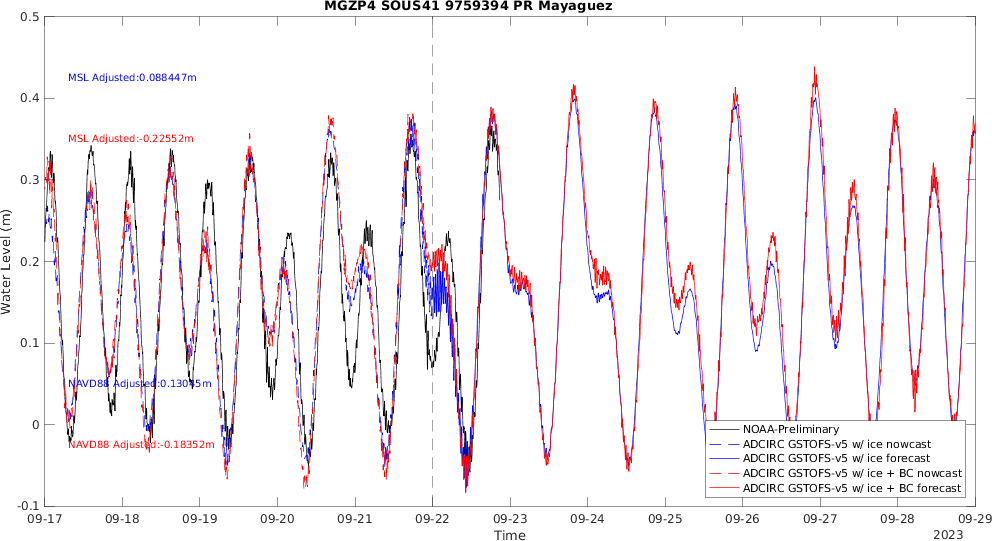 MGZP4 SOUS41 9759394 PR Mayaguez
0.5
MSL Adjusted:0.088447m
0.4
MSL Adjusted:-0.22552m
0.3
Water Level (m)
0.2
0.1
NAVD88 Adjusted:0.13045m
0
NAVD88 Adjusted:-0.18352m
NOAA-Preliminary
ADCIRC GSTOFS-v5 w/ ice nowcast
ADCIRC GSTOFS-v5 w/ ice forecast
ADCIRC GSTOFS-v5 w/ ice + BC nowcast
ADCIRC GSTOFS-v5 w/ ice + BC forecast
-0.1
09-17 09-18 09-19 09-20 09-21 09-22 09-23 09-24 09-25 09-26 09-27 09-28 09-29
Time
2023